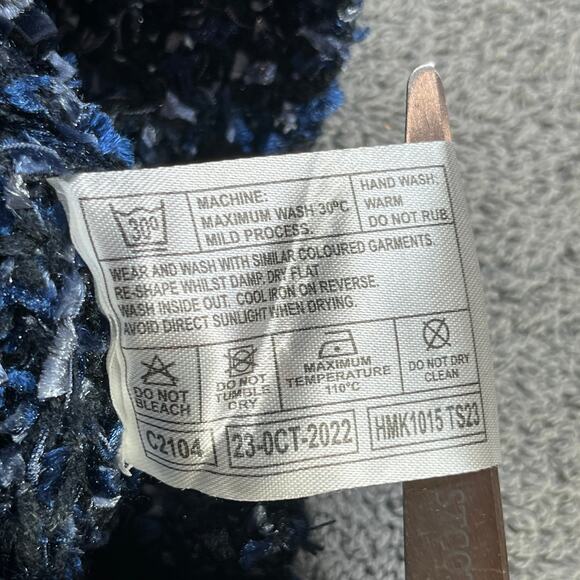 30º
MACHINE:
MAXIMUM WASH 30ºC
MILD PROCESS.
HAND WASH:
WARM
DO NOT RUB.
WEAR AND WASH WITH SIMILAR COLOURED GARMENTS.
RE-SHAPE WHILST DAMP. DRY FLAT
WASH INSIDE OUT. COOL IRON ON REVERSE.
AVOID DIRECT SUNLIGHT WHEN DRYING.
DO NOT
BLEACH
DO NOT
TUMBLE
DRY
MAXIMUM
TEMPERATURE
110°C
DO NOT DRY
CLEAN
C2104
23-OCT-2022
HMK1015 TS23